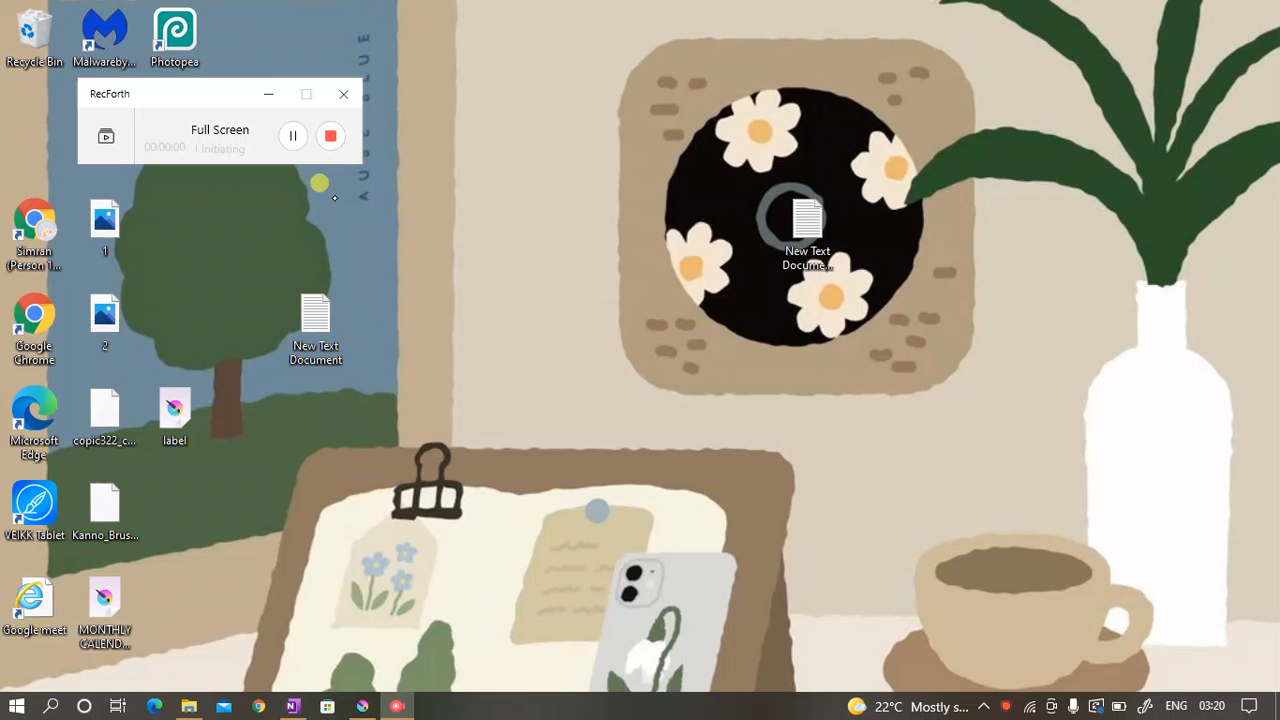 Recycle Bin
Malwareby...
Photopea
AUBE BLUE
RecForth
Full Screen
00:00:00
| Initiating
Simran
(Person 1...
1
New Text
Docume...
Google
Chrome
2
New Text
Document
Microsoft
Edge
copic322_c...
label
VEIKK Tablet
Kanno_Brus...
Google meet
MONTHLY
CALEND...
22°C Mostly s...
ENG
03:20